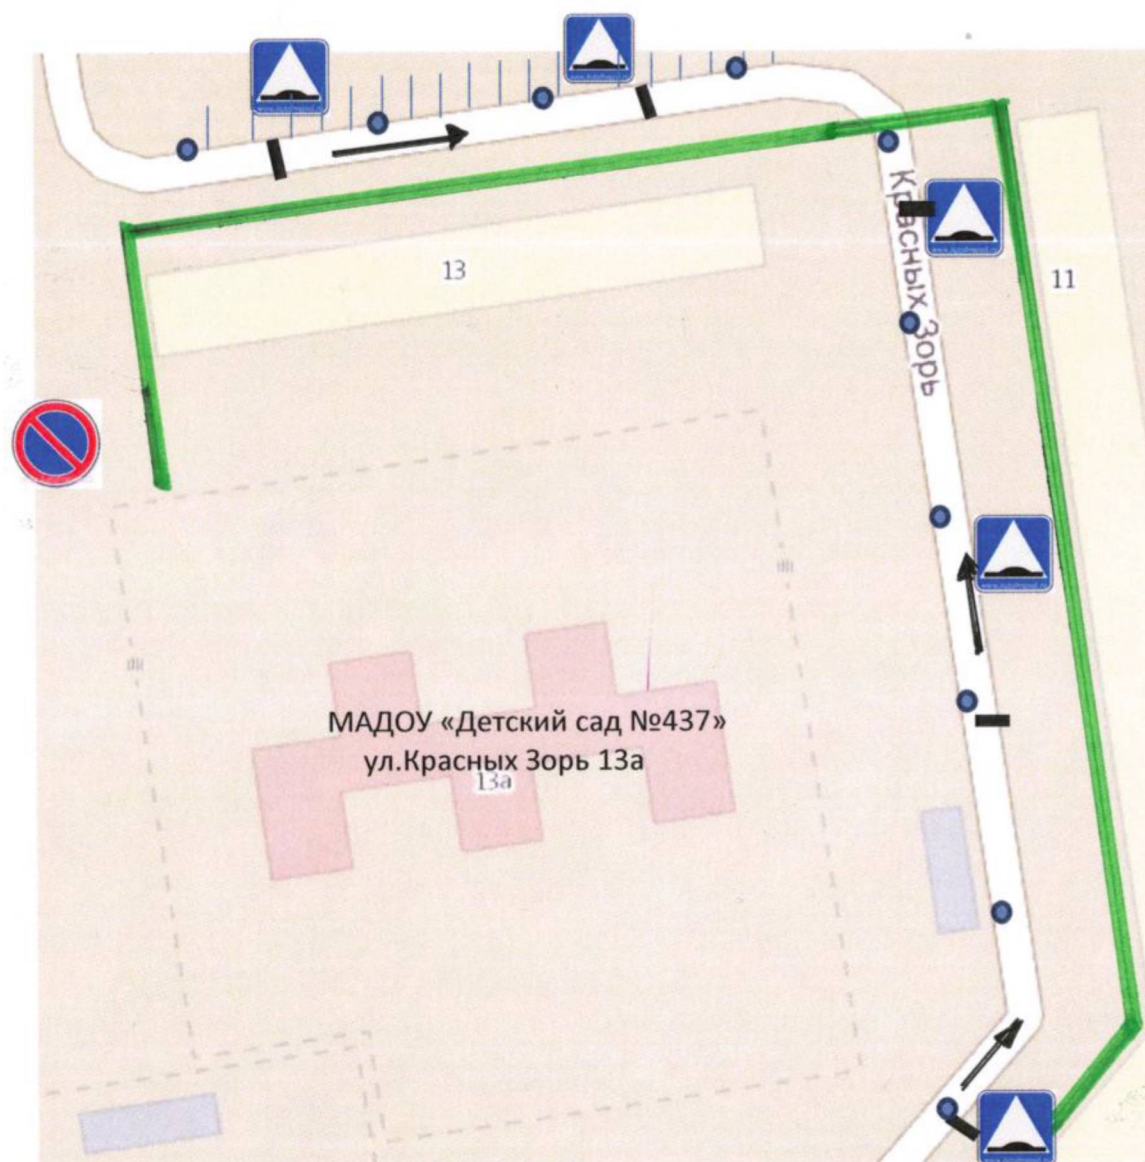 Красных Зорь
13
11
МАДОУ «Детский сад №437»
ул.Красных Зорь 13а
13а